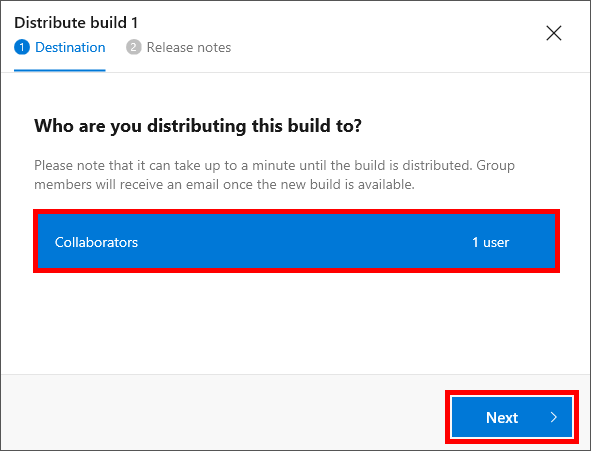 Distribute build 1
1 Destination 2 Release notes
Who are you distributing this build to?
Please note that it can take up to a minute until the build is distributed. Group
members will receive an email once the new build is available.
Collaborators 1 user
Next